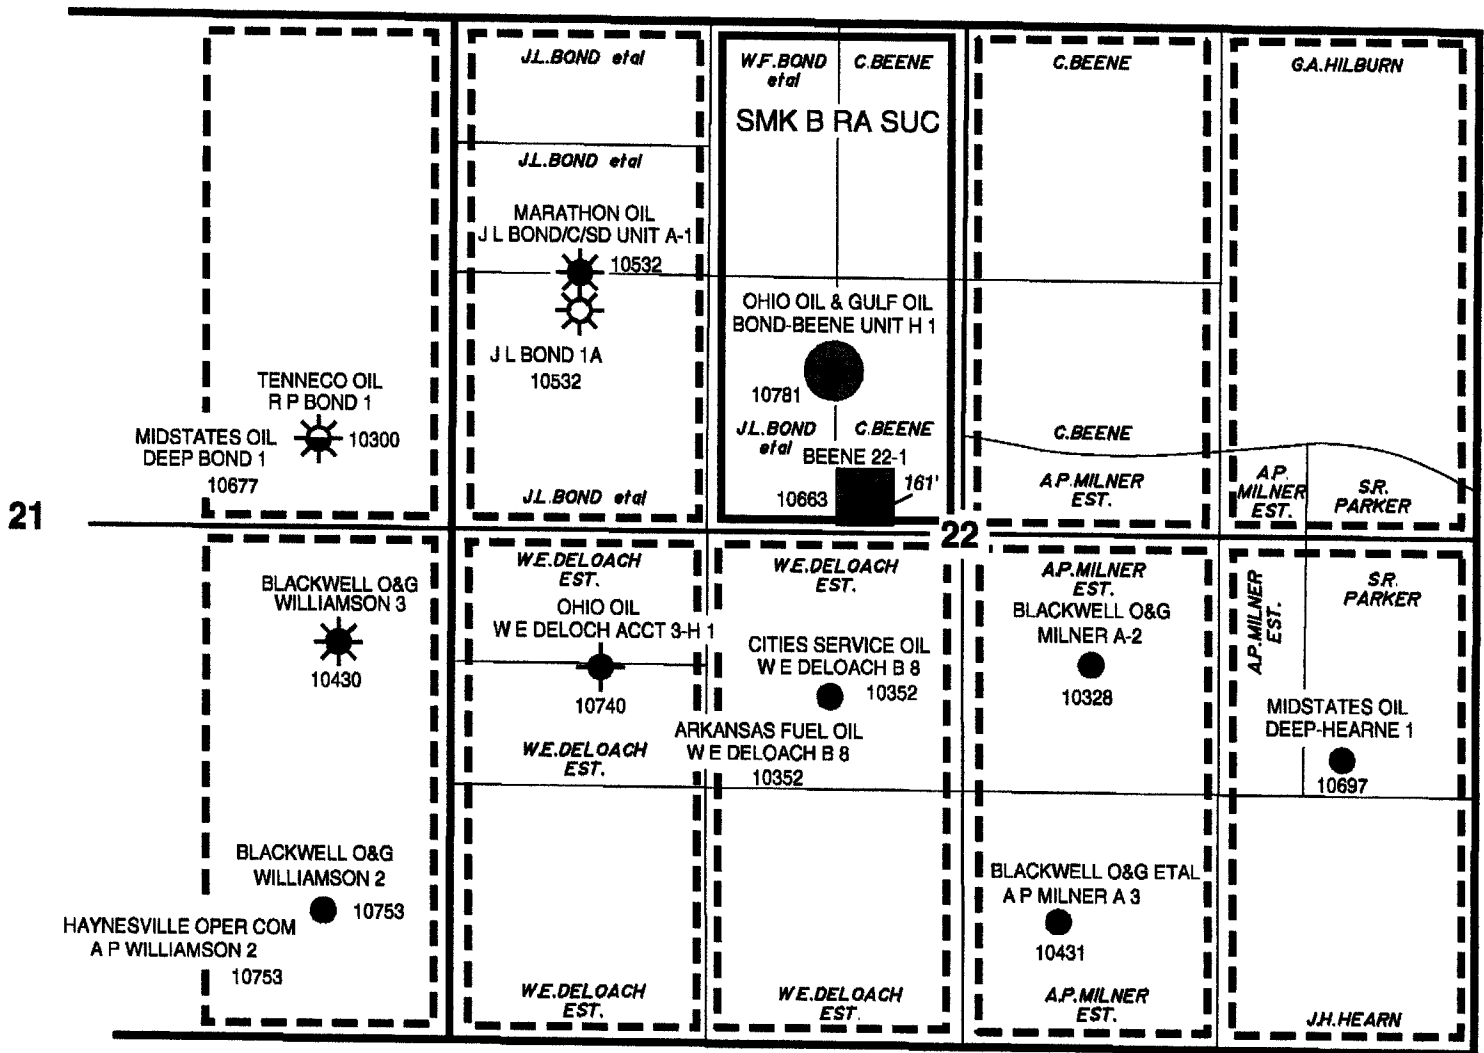 J.L.BOND etal
W.F.BOND
etal
C.BEENE
C.BEENE
G.A.HILBURN
SMK B RA SUC
J.L.BOND etal
MARATHON OIL
J L BOND/C/SD UNIT A-1
10532
J L BOND 1A
10532
OHIO OIL & GULF OIL
BOND-BEENE UNIT H 1
10781
TENNECO OIL
R P BOND 1
10300
MIDSTATES OIL
DEEP BOND 1
10677
J.L.BOND
etal
C.BEENE
BEENE 22-1
10663
161'
C.BEENE
A.P.MILNER
EST.
A.P.
MILNER
EST.
S.R.
PARKER
J.L.BOND etal
21
22
BLACKWELL O&G
WILLIAMSON 3
10430
W.E.DELOACH
EST.
OHIO OIL
W E DELOCH ACCT 3-H 1
10740
W.E.DELOACH
EST.
W.E.DELOACH
EST.
CITIES SERVICE OIL
W E DELOACH B 8
10352
ARKANSAS FUEL OIL
W E DELOACH B 8
10352
A.P.MILNER
EST.
BLACKWELL O&G
MILNER A-2
10328
A.P.MILNER
EST.
S.R.
PARKER
MIDSTATES OIL
DEEP-HEARNE 1
10697
BLACKWELL O&G
WILLIAMSON 2
10753
HAYNESVILLE OPER COM
A P WILLIAMSON 2
10753
BLACKWELL O&G ETAL
A P MILNER A 3
10431
W.E.DELOACH
EST.
W.E.DELOACH
EST.
A.P.MILNER
EST.
J.H.HEARN